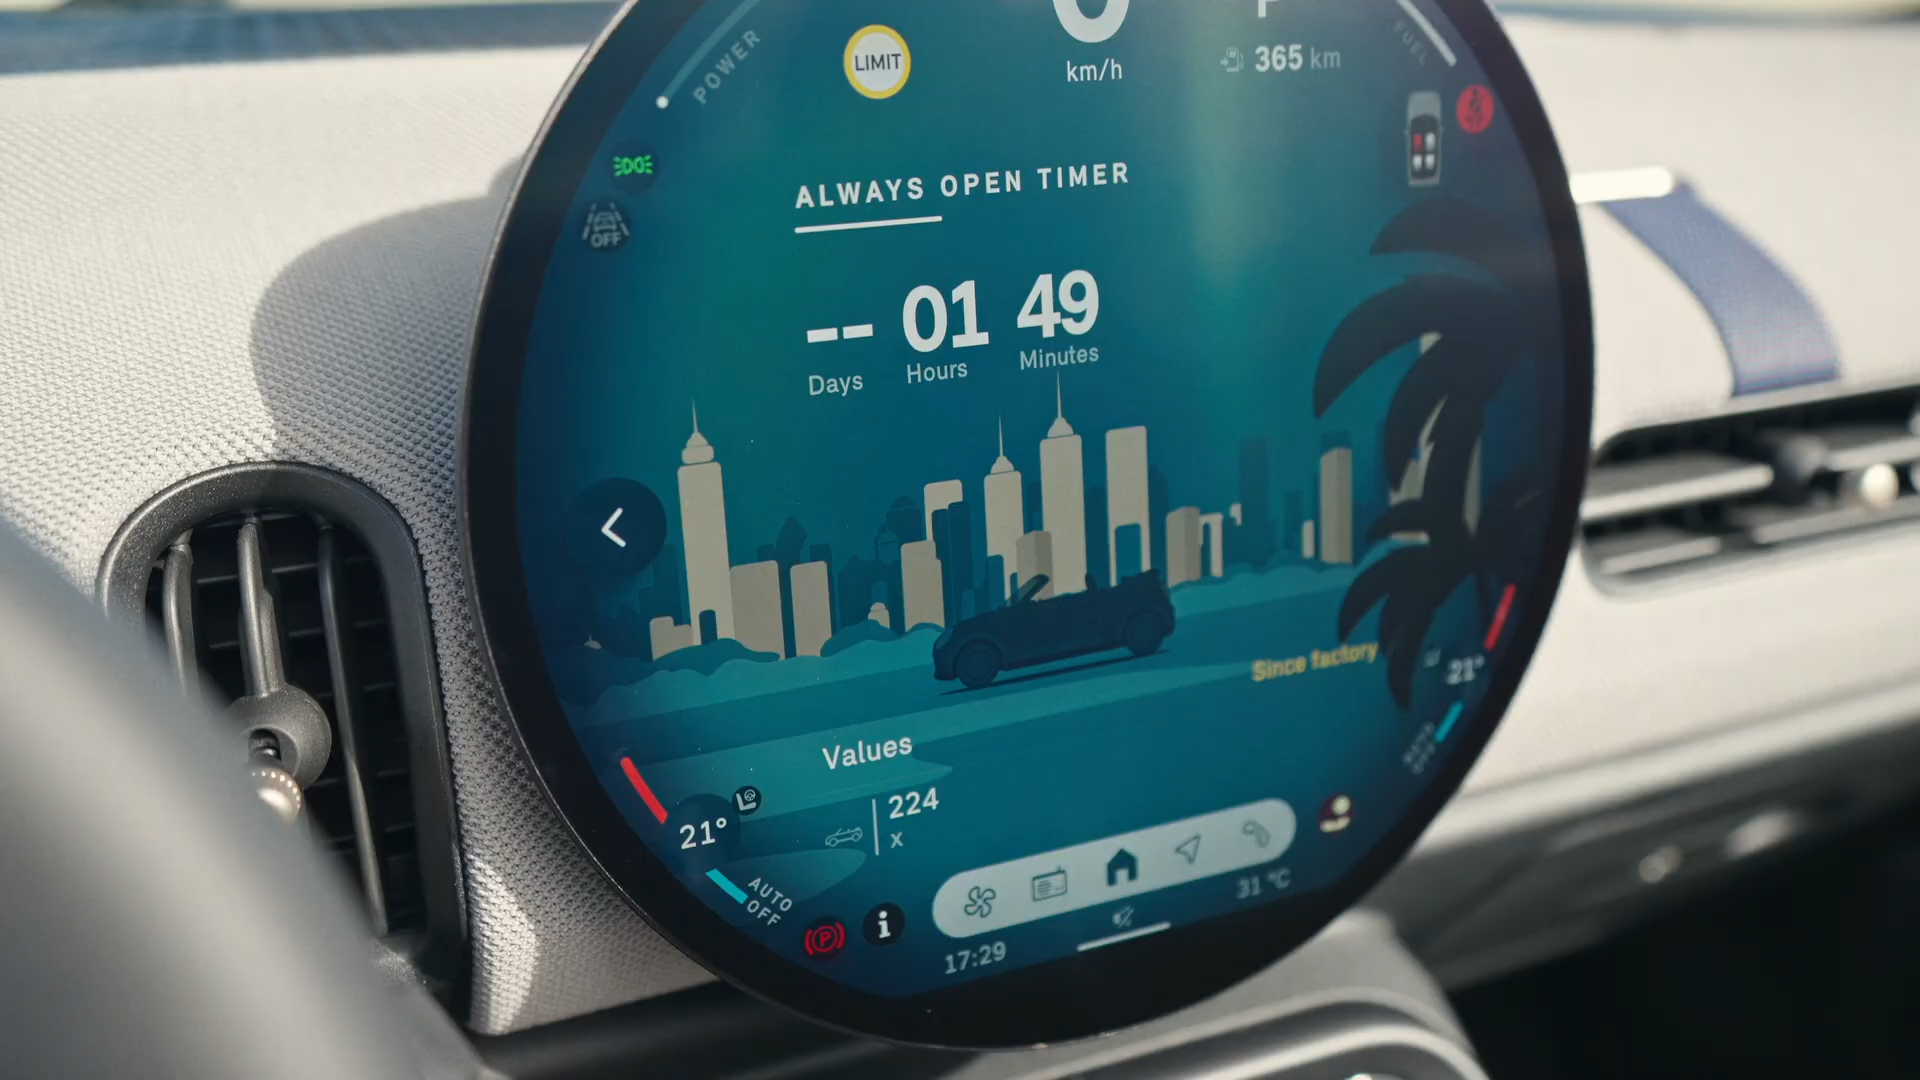 POWER
LIMIT
0
km/h
365 km
FUEL
ALWAYS OPEN TIMER
OFF
-- 01 49
Days Hours Minutes
Since factory
Values
224
x
21°
21°
AUTO
OFF
i
P
31 °C
17:29